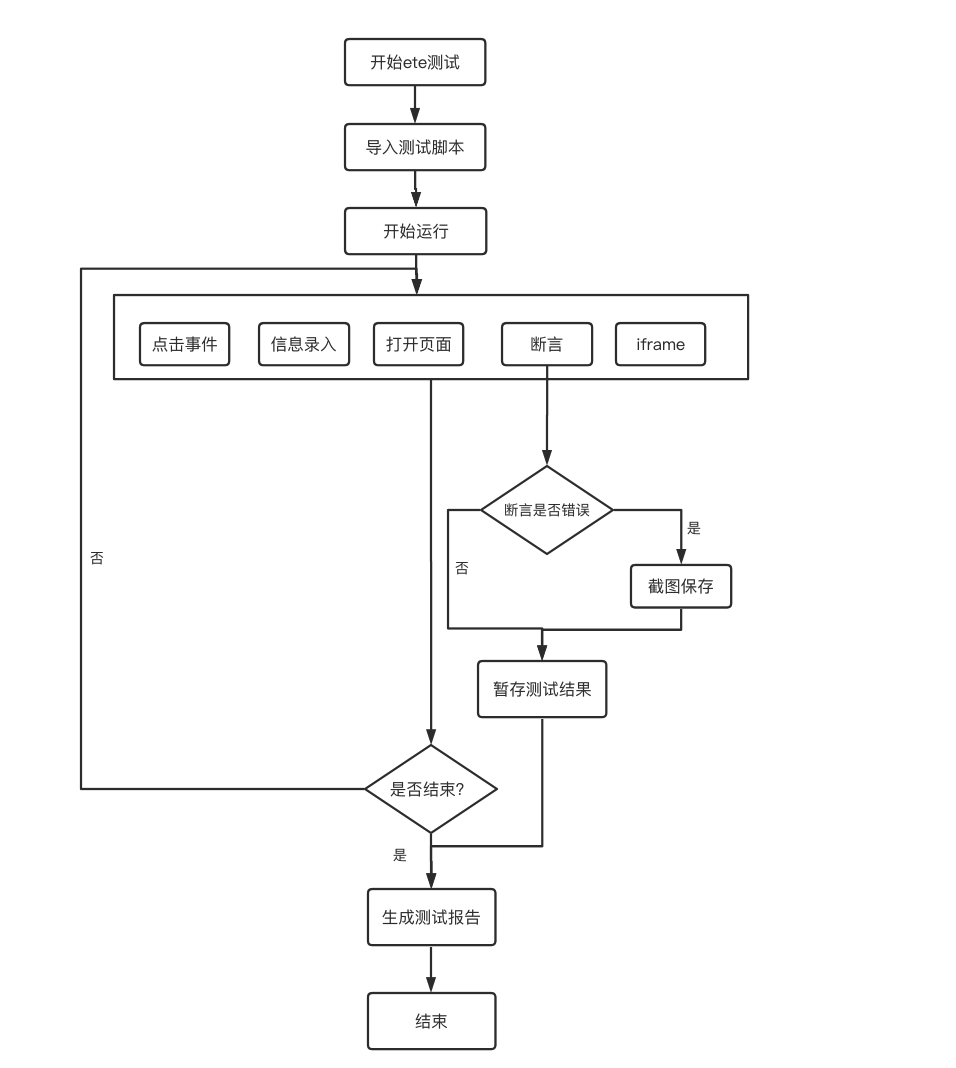 开始ete测试
导入测试脚本
开始运行
点击事件
信息录入
打开页面
断言
iframe
断言是否错误
是
否
否
截图保存
暂存测试结果
是否结束?
是
生成测试报告
结束